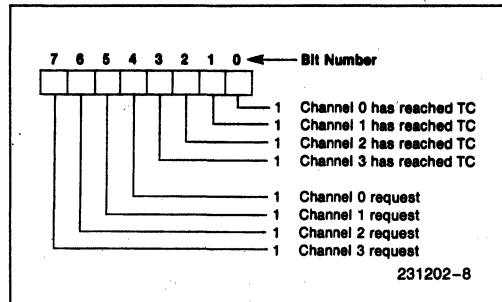 7 6 5 4 3 2 1 0 Bit Number
1 Channel 0 has reached TC
1 Channel 1 has reached TC
1 Channel 2 has reached TC
1 Channel 3 has reached TC
1 Channel 0 request
1 Channel 1 request
1 Channel 2 request
1 Channel 3 request
231202-8